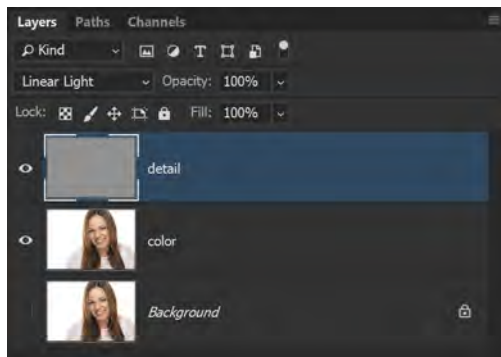 Layers Paths Channels
Kind T
Linear Light Opacity: 100%
Lock: Fill: 100%
detail
color
Background